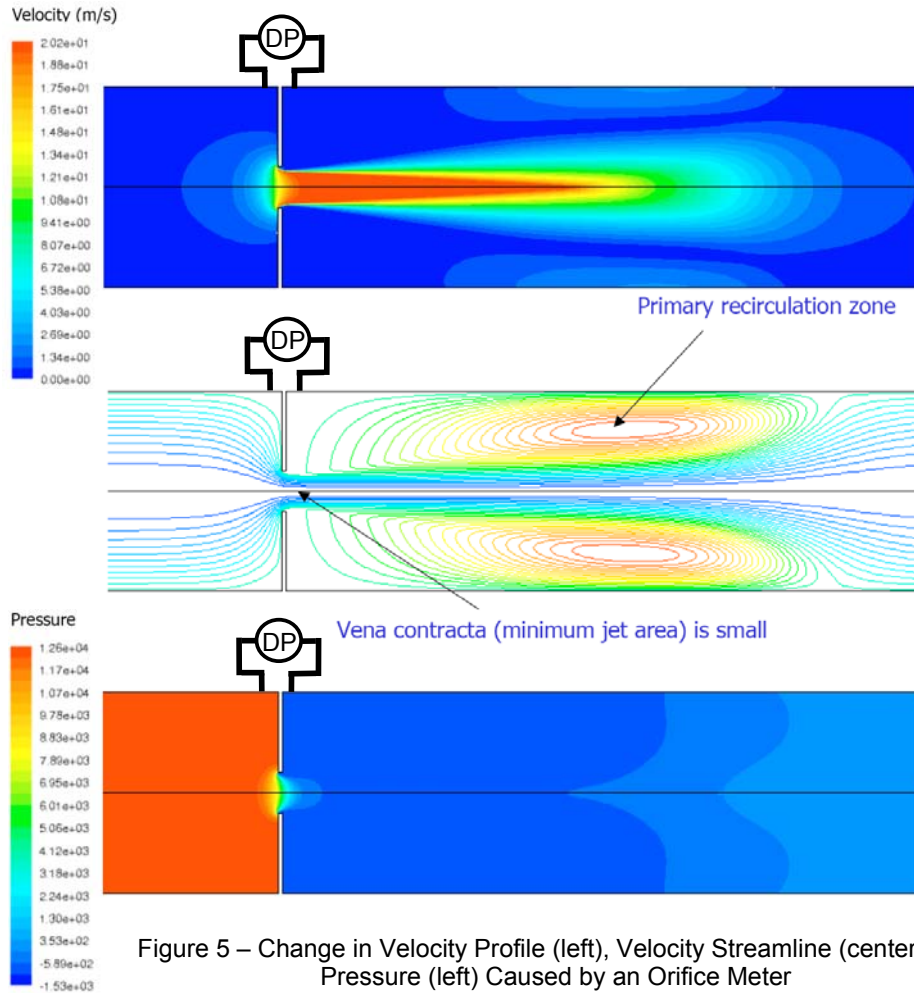 Velocity (m/s)
2.02e+01
1.88e+01
1.75e+01
1.61e+01
1.48e+01
1.34e+01
1.21e+01
1.08e+01
9.41e+00
8.07e+00
6.72e+00
5.38e+00
4.03e+00
2.69e+00
1.34e+00
0.00e+00
DP
Primary recirculation zone
DP
Vena contracta (minimum jet area) is small
Pressure
1.26e+04
1.16e+04
1.07e+04
9.78e+03
8.83e+03
7.89e+03
6.95e+03
6.01e+03
5.06e+03
4.12e+03
3.18e+03
2.24e+03
1.30e+03
3.53e+02
-5.89e+02
-1.53e+03
DP
Figure 5 – Change in Velocity Profile (left), Velocity Streamline (center
Pressure (left) Caused by an Orifice Meter